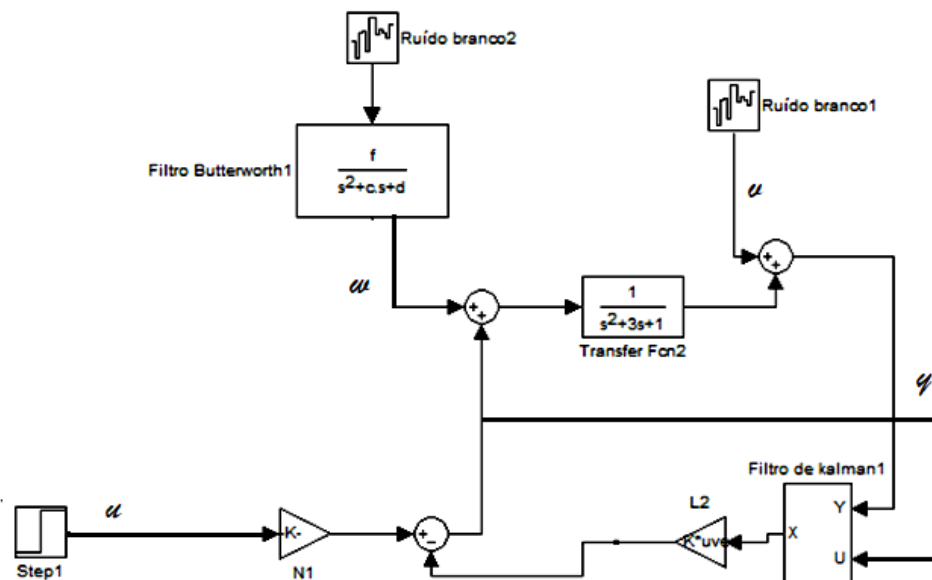 Ruído branco2
Ruído branco1
Filtro Butterworth1
f
s2+c.s+d
v
w
+
+
+
+
1
s2+3s+1
Transfer Fcn2
y
Filtro de kalman1
u
L2
Y
K-
+
−
K*uve
X
U
Step1
N1